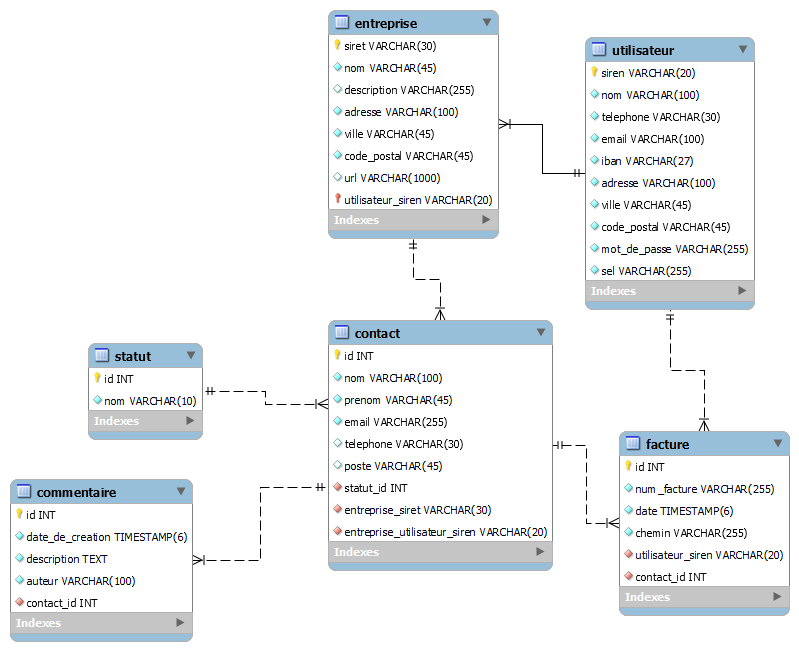 entreprise
siret VARCHAR(30)
nom VARCHAR(45)
description VARCHAR(255)
adresse VARCHAR(100)
ville VARCHAR(45)
code_postal VARCHAR(45)
url VARCHAR(1000)
utilisateur_siren VARCHAR(20)
Indexes
utilisateur
siren VARCHAR(20)
nom VARCHAR(100)
telephone VARCHAR(30)
email VARCHAR(100)
iban VARCHAR(27)
adresse VARCHAR(100)
ville VARCHAR(45)
code_postal VARCHAR(45)
mot_de_passe VARCHAR(255)
sel VARCHAR(255)
Indexes
statut
id INT
nom VARCHAR(10)
Indexes
contact
id INT
nom VARCHAR(100)
prenom VARCHAR(45)
email VARCHAR(255)
telephone VARCHAR(30)
poste VARCHAR(45)
statut_id INT
entreprise_siret VARCHAR(30)
entreprise_utilisateur_siren VARCHAR(20)
Indexes
commentaire
id INT
date_de_creation TIMESTAMP(6)
description TEXT
auteur VARCHAR(100)
contact_id INT
Indexes
facture
id INT
num_facture VARCHAR(255)
date TIMESTAMP(6)
chemin VARCHAR(255)
utilisateur_siren VARCHAR(20)
contact_id INT
Indexes